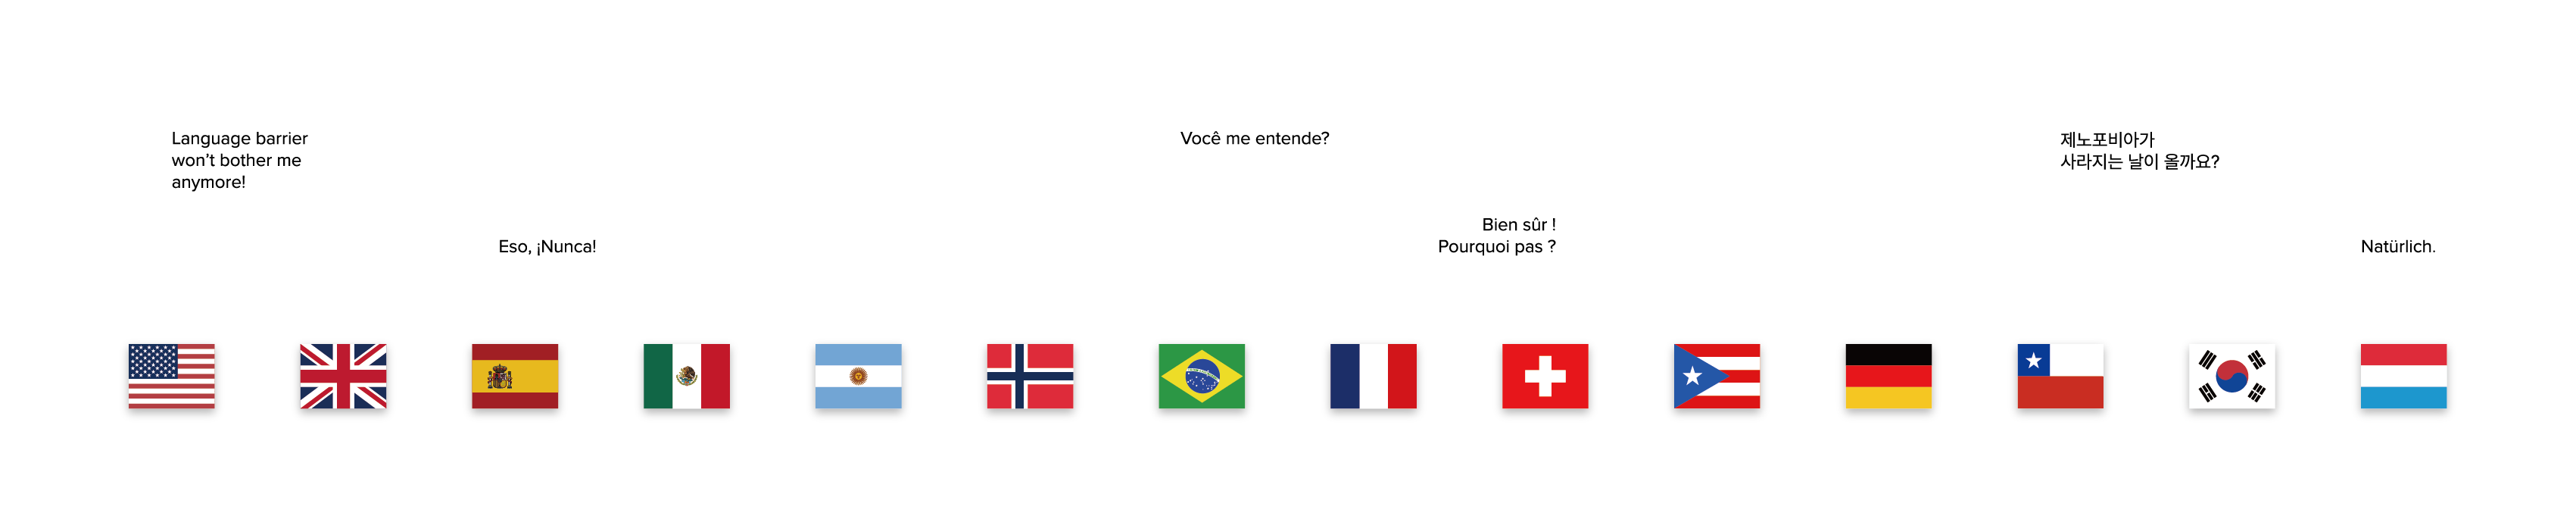 Language barrier
won't bother me
anymore!
Eso, ¡Nunca!
Você me entende?
Bien sûr !
Pourquoi pas ?
제노포비아가
사라지는 날이 올까요?
Natürlich.